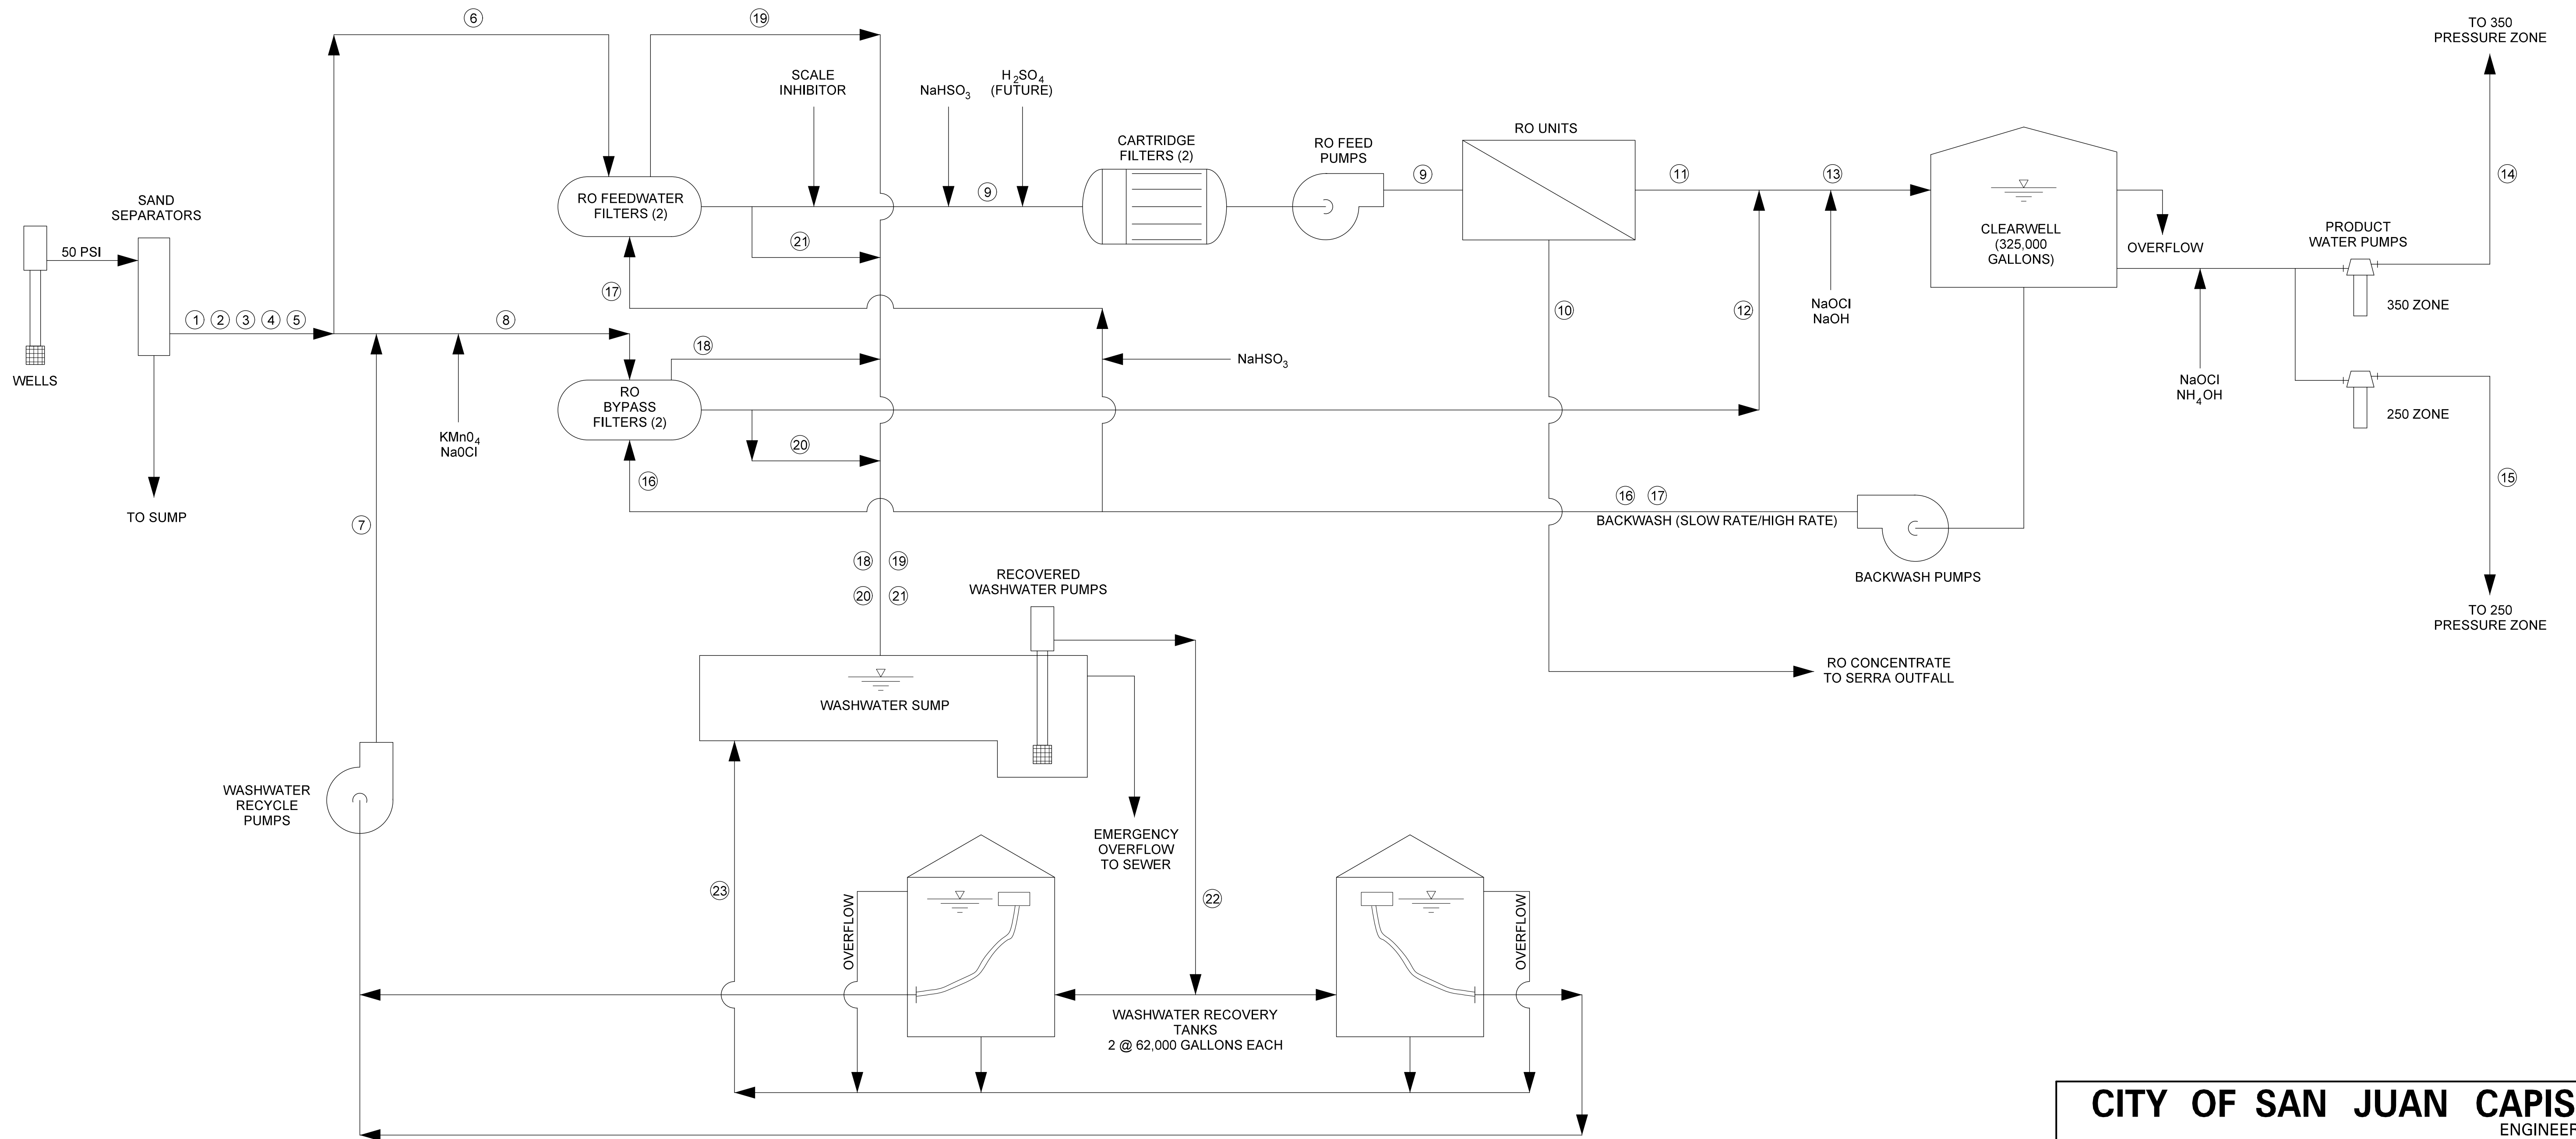 6
19
TO 350
PRESSURE ZONE
SCALE
INHIBITOR
NaHSO3
H2SO4
(FUTURE)
CARTRIDGE
FILTERS (2)
RO FEED
PUMPS
RO UNITS
SAND
SEPARATORS
RO FEEDWATER
FILTERS (2)
9
9
11
13
14
50 PSI
21
CLEARWELL
(325,000
GALLONS)
OVERFLOW
PRODUCT
WATER PUMPS
17
1 2 3 4 5
8
10
12
NaOCl
NaOH
350 ZONE
18
NaHSO3
WELLS
RO
BYPASS
FILTERS (2)
NaOCl
NH4OH
250 ZONE
KMn04
Na0Cl
20
16
15
TO SUMP
7
16 17
BACKWASH (SLOW RATE/HIGH RATE)
BACKWASH PUMPS
18 19
20 21
RECOVERED
WASHWATER PUMPS
TO 250
PRESSURE ZONE
RO CONCENTRATE
TO SERRA OUTFALL
WASHWATER SUMP
WASHWATER
RECYCLE
PUMPS
EMERGENCY
OVERFLOW
TO SEWER
23
OVERFLOW
22
OVERFLOW
WASHWATER RECOVERY
TANKS
2 @ 62,000 GALLONS EACH
CITY OF SAN JUAN CAPIS
ENGINEER